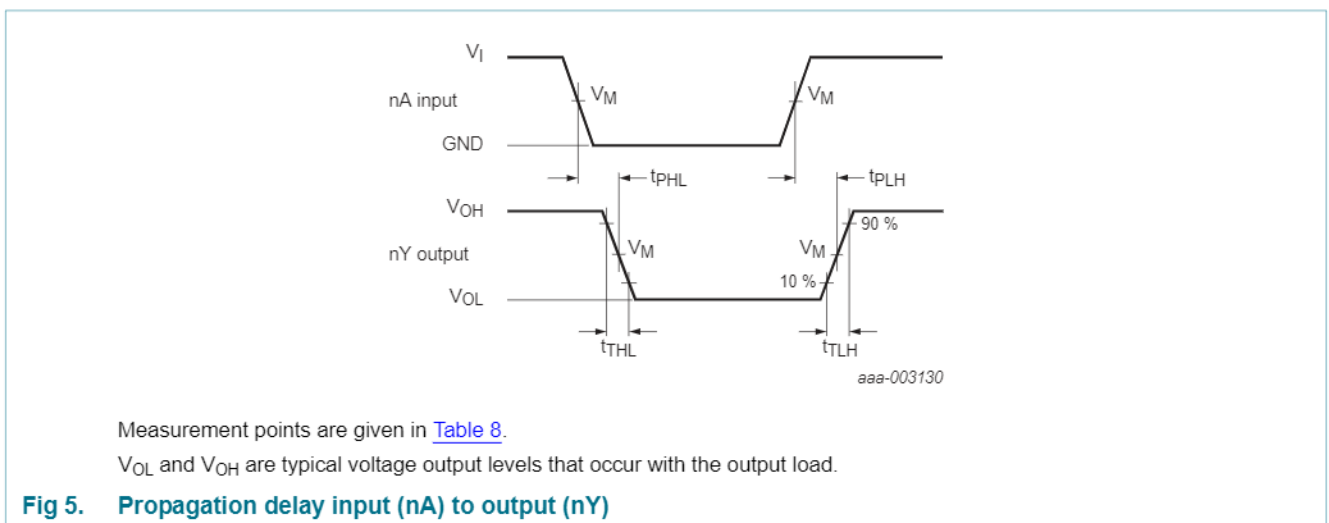 VI
nA input
VM
VM
GND
tPHL
tPLH
VOH
90 %
nY output
VM
VM
10 %
VOL
tTHL
tTLH
aaa-003130
Measurement points are given in Table 8.
VOL and VOH are typical voltage output levels that occur with the output load.
Fig 5. Propagation delay input (nA) to output (nY)